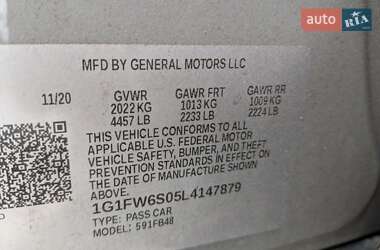 auto RIA
MFD BY GENERAL MOTORS LLC
11/20 GVWR GAWR FRT GAWR RR
2022 KG 1013 KG 1009 KG
4457 LB 2233 LB 2224 LB
THIS VEHICLE CONFORMS TO ALL
APPLICABLE U.S. FEDERAL MOTOR
VEHICLE SAFETY, BUMPER, AND THEFT
PREVENTION STANDARDS IN EFFECT ON
THE DATE OF MANUFACTURE SHOWN
ABOVE.
1G1FW6S05L4147879
TYPE: PASS CAR
MODEL: 591FB48